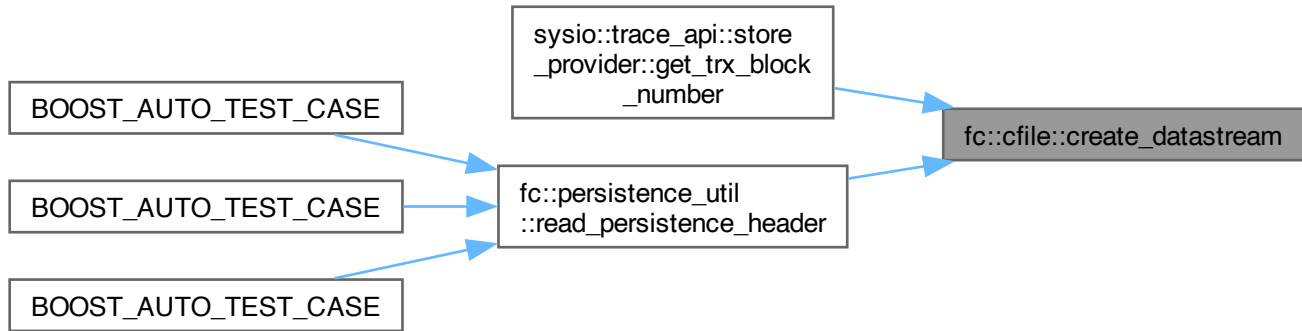 sysio::trace_api::store
_provider::get_trx_block
_number
BOOST_AUTO_TEST_CASE
fc::cfile::create_datastream
BOOST_AUTO_TEST_CASE
fc::persistence_util
::read_persistence_header
BOOST_AUTO_TEST_CASE